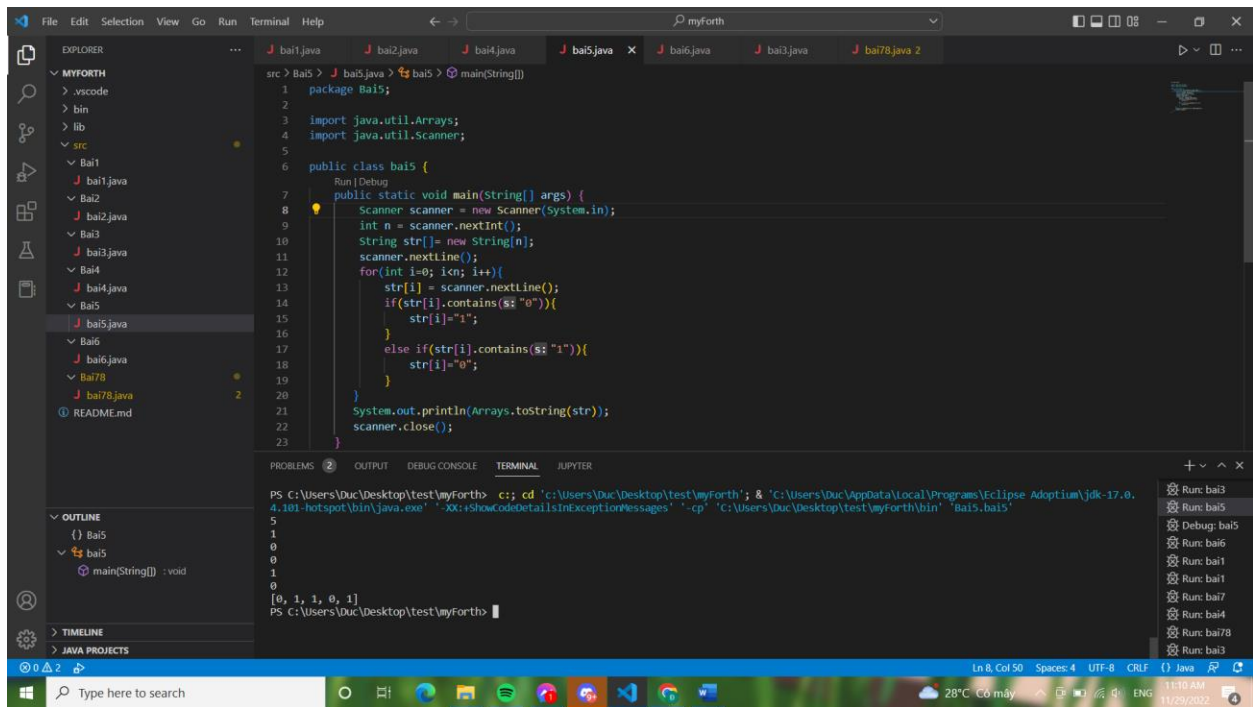 File Edit Selection View Go Run Terminal Help
myForth
EXPLORER
MYFORTH
.vscode
bin
lib
src
Bai1
J bai1.java
Bai2
J bai2.java
Bai3
J bai3.java
Bai4
J bai4.java
Bai5
J bai5.java
Bai6
J bai6.java
Bai78
J bai78.java 2
README.md
OUTLINE
{} Bai5
bai5
main(String[]) : void
TIMELINE
JAVA PROJECTS
J bai1.java J bai2.java J bai4.java J bai5.java J bai6.java J bai3.java J bai78.java 2
src > Bai5 > J bai5.java > bai5 > main(String[])
1 package Bai5;
2
3 import java.util.Arrays;
4 import java.util.Scanner;
5
6 public class bai5 {
Run | Debug
7 public static void main(String[] args) {
8 Scanner scanner = new Scanner(System.in);
9 int n = scanner.nextInt();
10 String str[]= new String[n];
11 scanner.nextLine();
12 for(int i=0; i<n; i++){
13 str[i] = scanner.nextLine();
14 if(str[i].contains(s: "0")){
15 str[i]="1";
16 }
17 else if(str[i].contains(s: "1")){
18 str[i]="0";
19 }
20 }
21 System.out.println(Arrays.toString(str));
22 scanner.close();
23 }
PROBLEMS 2 OUTPUT DEBUG CONSOLE TERMINAL JUPYTER
PS C:\Users\Duc\Desktop\test\myForth> c:; cd 'c:\Users\Duc\Desktop\test\myForth'; & 'C:\Users\Duc\AppData\Local\Programs\Eclipse Adoptium\jdk-17.0.
4.101-hotspot\bin\java.exe' '-XX:+ShowCodeDetailsInExceptionMessages' '-cp' 'C:\Users\Duc\Desktop\test\myForth\bin' 'Bai5.bai5'
5
1
0
0
1
0
[0, 1, 1, 0, 1]
PS C:\Users\Duc\Desktop\test\myForth>
Run: bai3
Run: bai5
Debug: bai5
Run: bai6
Run: bai1
Run: bai1
Run: bai7
Run: bai4
Run: bai78
Run: bai3
0 2 Ln 8, Col 50 Spaces: 4 UTF-8 CRLF {} Java
Type here to search
28°C Có mây ENG
11:10 AM
11/29/2022
4